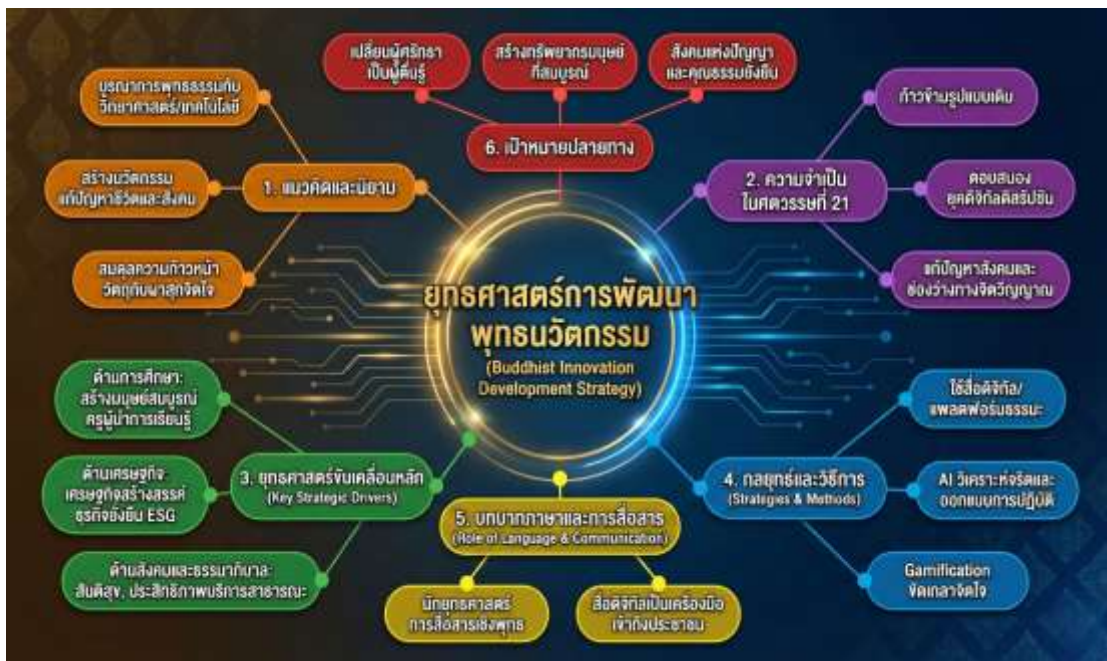 ยุทธศาสตร์การพัฒนา
พุทธนวัตกรรม
(Buddhist Innovation
Development Strategy)
1. แนวคิดและนิยาม
บูรณาการพุทธธรรมกับ
วิทยาศาสตร์/เทคโนโลยี
สร้างนวัตกรรม
แก้ปัญหาชีวิตและสังคม
สมดุลความก้าวหน้า
วัตถุกับผาสุกจิตใจ
2. ความจำเป็น
ในศตวรรษที่ 21
ก้าวข้ามรูปแบบเดิม
ตอบสนอง
ยุคดิจิทัลดิสรัปชัน
แก้ปัญหาสังคมและ
ช่องว่างทางจิตวิญญาณ
3. ยุทธศาสตร์ขับเคลื่อนหลัก
(Key Strategic Drivers)
ด้านการศึกษา:
สร้างมนุษย์สมบูรณ์
ครูผู้นำการเรียนรู้
ด้านเศรษฐกิจ:
เศรษฐกิจสร้างสรรค์
ธุรกิจยั่งยืน ESG
ด้านสังคมและธรรมาภิบาล:
สันติสุข, ประสิทธิภาพบริการสาธารณะ
4. กลยุทธ์และวิธีการ
(Strategies & Methods)
ใช้สื่อดิจิทัล/
แพลตฟอร์มธรรมะ
AI วิเคราะห์จริตและ
ออกแบบการปฏิบัติ
Gamification
ขัดเกลาจิตใจ
5. บทบาทภาษาและการสื่อสาร
(Role of Language & Communication)
นักยุทธศาสตร์
การสื่อสารเชิงพุทธ
สื่อดิจิทัลเป็นเครื่องมือ
เข้าถึงประชาชน
6. เป้าหมายปลายทาง
เปลี่ยนผู้ศรัทธา
เป็นผู้ตื่นรู้
สร้างทรัพยากรมนุษย์
ที่สมบูรณ์
สังคมแห่งปัญญา
และคุณธรรมยั่งยืน